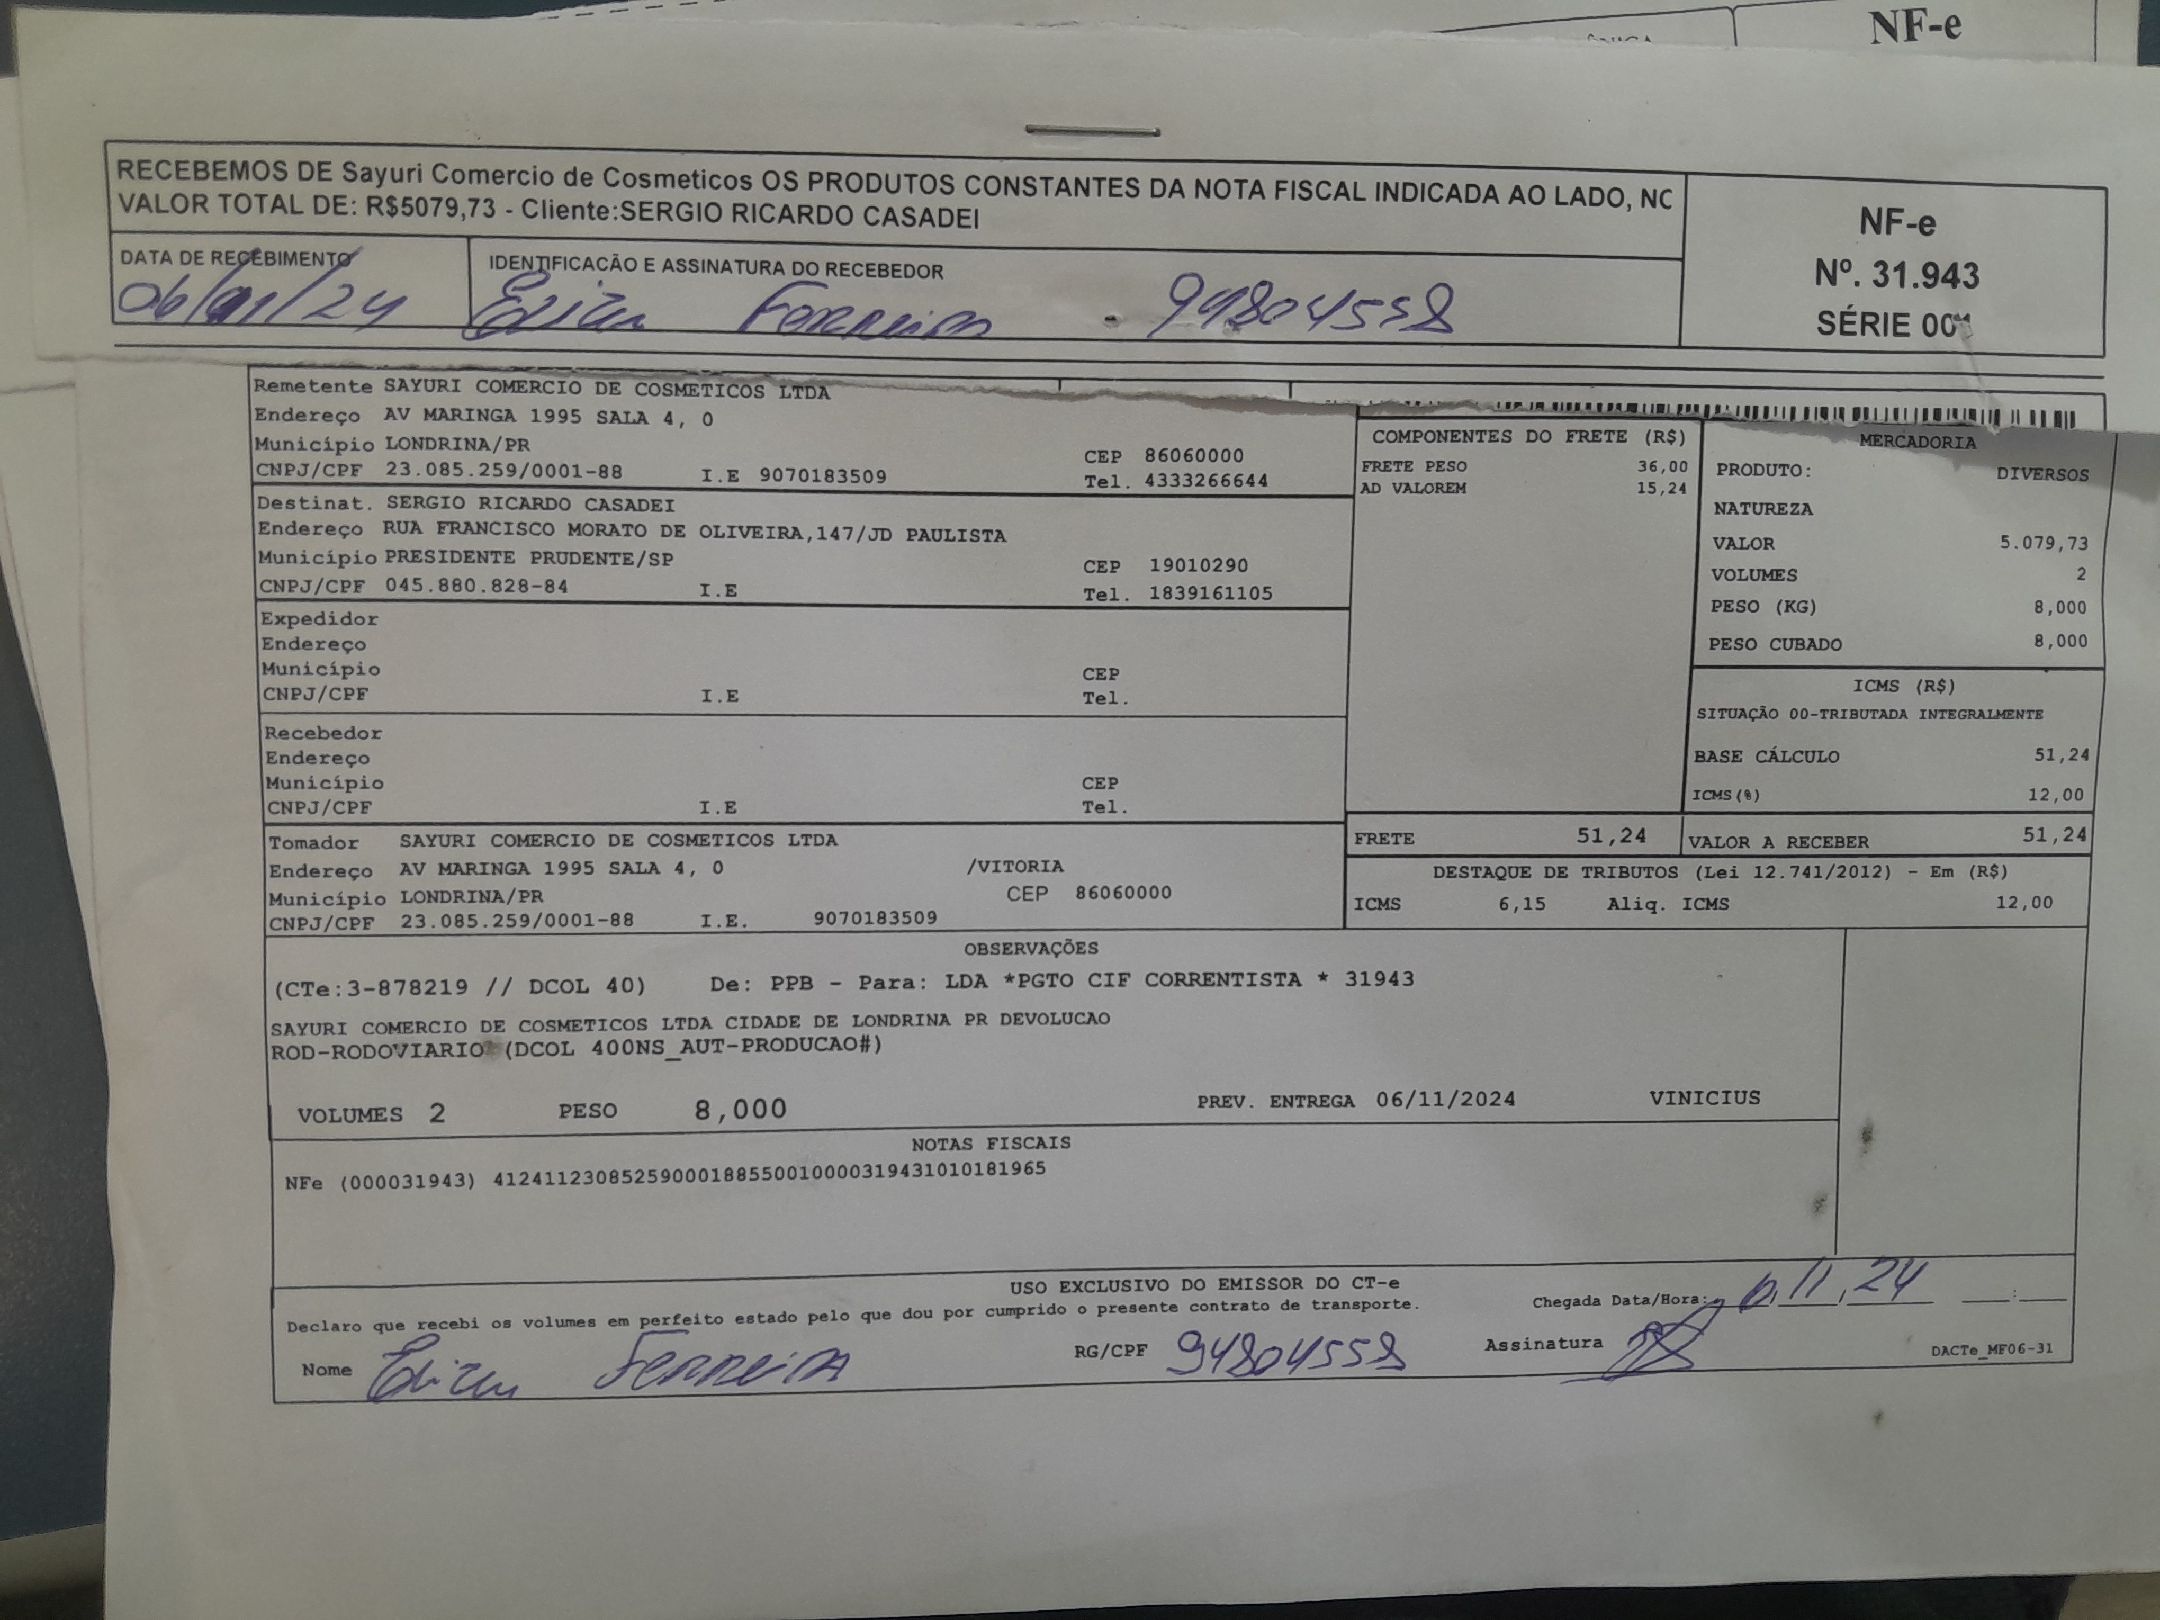 NF-e
RECEBEMOS DE Sayuri Comercio de Cosmeticos OS PRODUTOS CONSTANTES DA NOTA FISCAL INDICADA AO LADO, NO
VALOR TOTAL DE: R$5079,73 - Cliente:SERGIO RICARDO CASADEI
NF-e
Nº. 31.943
SÉRIE 001
DATA DE RECEBIMENTO
IDENTIFICACÃO E ASSINATURA DO RECEBEDOR
Ferreira - 94804558
Remetente SAYURI COMERCIO DE COSMETICOS LTDA
Endereço AV MARINGA 1995 SALA 4, 0
Município LONDRINA/PR CEP 86060000
CNPJ/CPF 23.085.259/0001-88 I.E 9070183509 Tel. 4333266644
Destinat. SERGIO RICARDO CASADEI
Endereço RUA FRANCISCO MORATO DE OLIVEIRA,147/JD PAULISTA
Município PRESIDENTE PRUDENTE/SP CEP 19010290
CNPJ/CPF 045.880.828-84 I.E Tel. 1839161105
Expedidor
Endereço
Município CEP
CNPJ/CPF I.E Tel.
Recebedor
Endereço
Município CEP
CNPJ/CPF I.E Tel.
Tomador SAYURI COMERCIO DE COSMETICOS LTDA
Endereço AV MARINGA 1995 SALA 4, 0 /VITORIA
Município LONDRINA/PR CEP 86060000
CNPJ/CPF 23.085.259/0001-88 I.E. 9070183509
COMPONENTES DO FRETE (R$)
FRETE PESO 36,00
AD VALOREM 15,24
MERCADORIA
PRODUTO: DIVERSOS
NATUREZA
VALOR 5.079,73
VOLUMES 2
PESO (KG) 8,000
PESO CUBADO 8,000
ICMS (R$)
SITUAÇÃO 00-TRIBUTADA INTEGRALMENTE
BASE CÁLCULO 51,24
ICMS(%) 12,00
FRETE 51,24 VALOR A RECEBER 51,24
DESTAQUE DE TRIBUTOS (Lei 12.741/2012) - Em (R$)
ICMS 6,15 Aliq. ICMS 12,00
OBSERVAÇÕES
(CTe:3-878219 // DCOL 40) De: PPB - Para: LDA *PGTO CIF CORRENTISTA * 31943
SAYURI COMERCIO DE COSMETICOS LTDA CIDADE DE LONDRINA PR DEVOLUCAO
ROD-RODOVIARIO (DCOL 400NS_AUT-PRODUCAO#)
VOLUMES 2 PESO 8,000 PREV. ENTREGA 06/11/2024 VINICIUS
NOTAS FISCAIS
NFe (000031943) 41241123085259000188550010000319431010181965
USO EXCLUSIVO DO EMISSOR DO CT-e
Declaro que recebi os volumes em perfeito estado pelo que dou por cumprido o presente contrato de transporte.
Chegada Data/Hora: 11,24 :
Nome Ferreira RG/CPF 94804558 Assinatura
DACTe_MF06-31